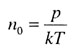 n₀ = p/kT